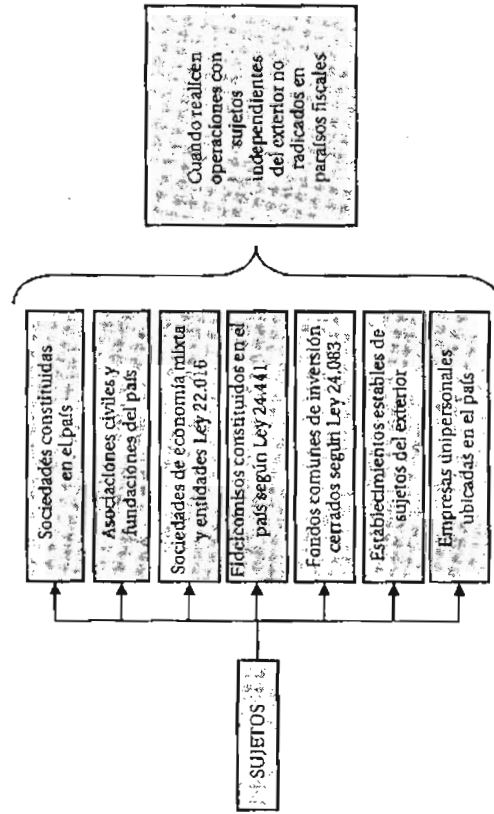 SUJETOS
Sociedades constituidas
en el país
Asociaciones civiles y
fundaciones del país
Sociedades de economía mixta
y entidades Ley 22.016
Fideicomisos constituidos en el
país según Ley 24.441
Fondos comunes de inversión
cerrados según Ley 24.083
Establecimientos estables de
sujetos del exterior
Empresas unipersonales
ubicadas en el país
Cuando realicen
operaciones con
sujetos
independientes
del exterior no
radicados en
paraísos fiscales